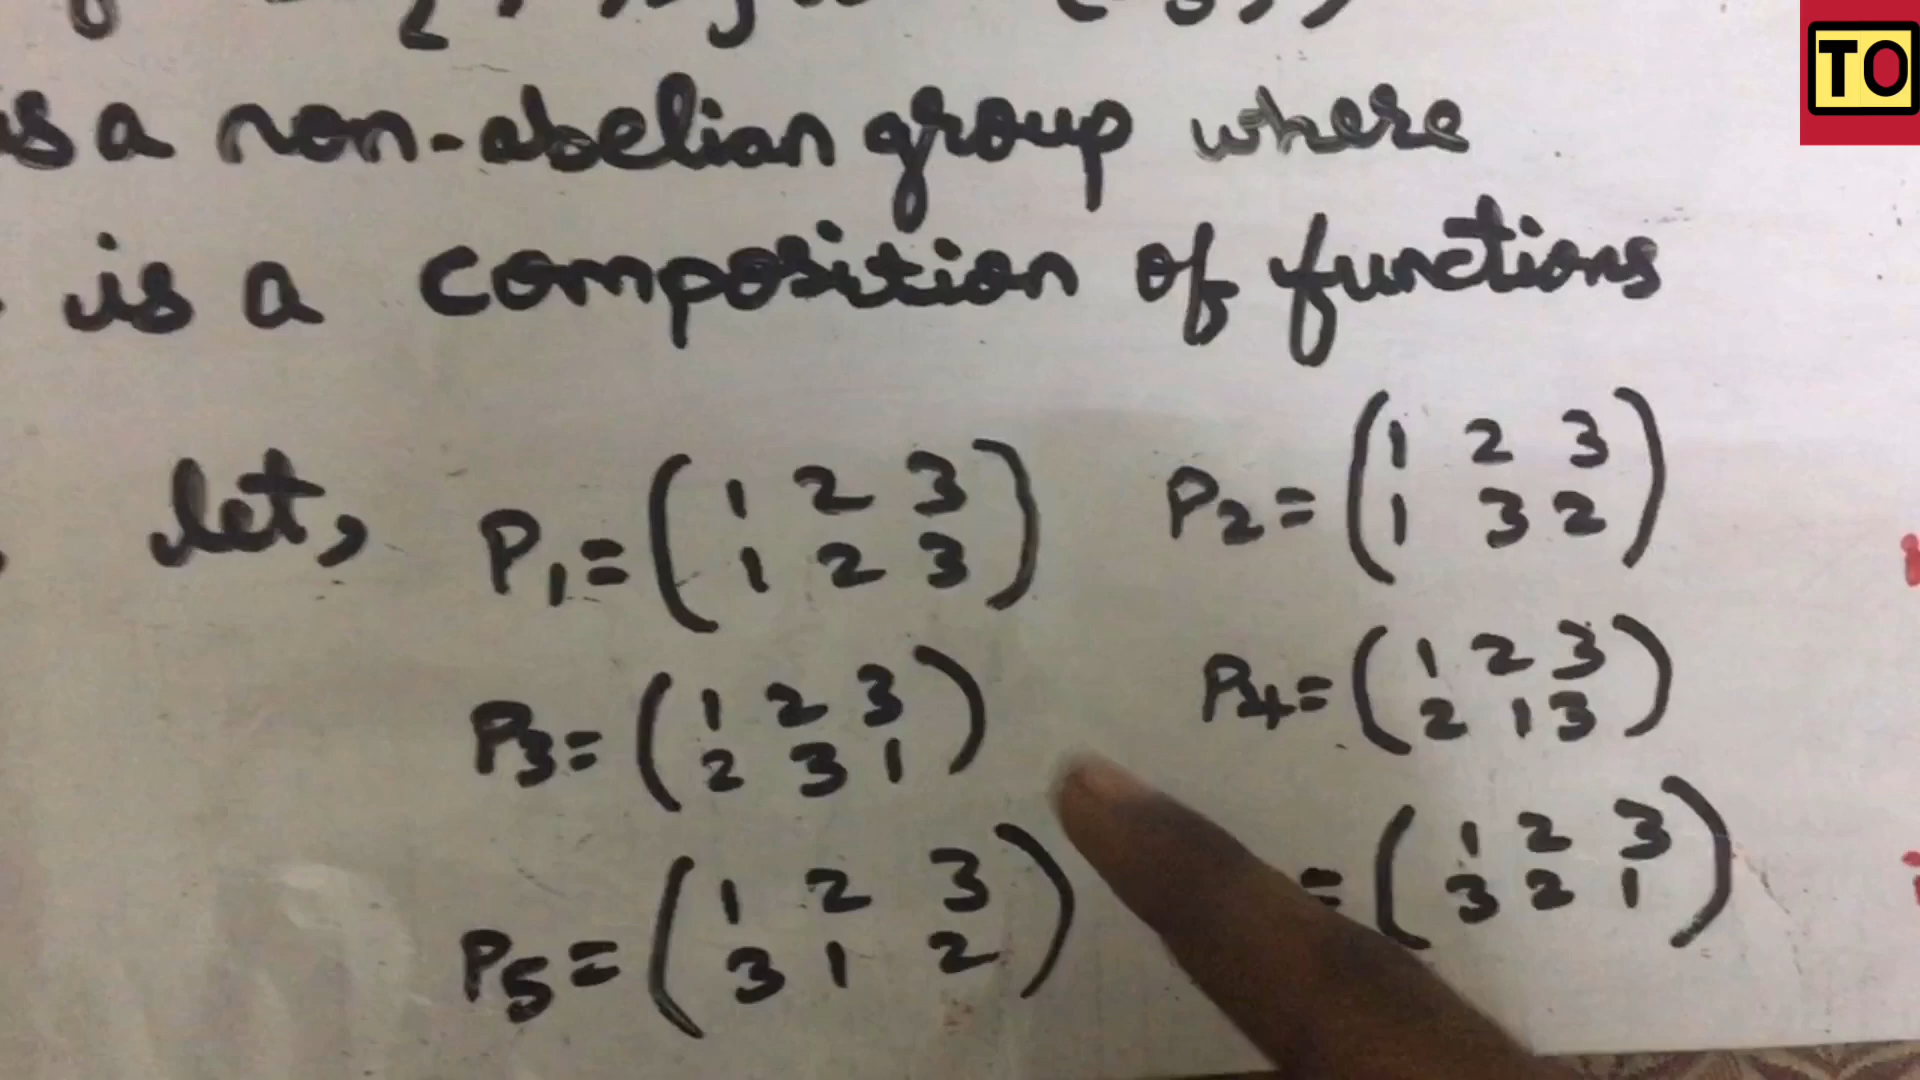 is a non-abelian group where
is a composition of functions
let, P1 = (1 2 3 / 1 2 3) P2 = (1 2 3 / 1 3 2)
P3 = (1 2 3 / 2 3 1) P4 = (1 2 3 / 2 1 3)
P5 = (1 2 3 / 3 1 2) = (1 2 3 / 3 2 1)
TO